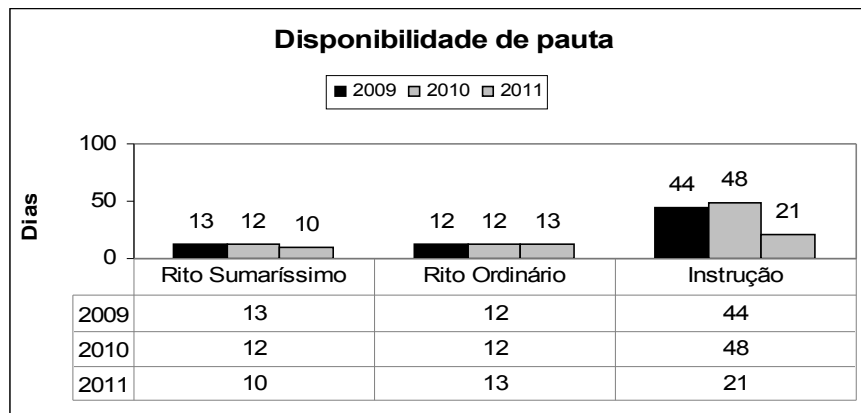 Disponibilidade de pauta
2009 2010 2011
100
50
0
Dias
13 12 10 12 12 13 44 48 21
Rito Sumaríssimo Rito Ordinário Instrução
2009 13 12 44
2010 12 12 48
2011 10 13 21